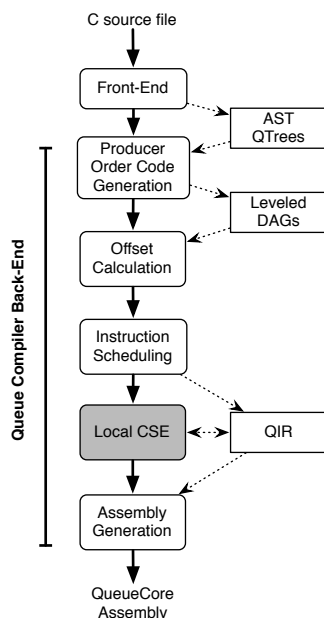 C source file
Front-End
AST
QTrees
Producer
Order Code
Generation
Leveled
DAGs
Offset
Calculation
Instruction
Scheduling
Local CSE
QIR
Assembly
Generation
QueueCore
Assembly
Queue Compiler Back-End